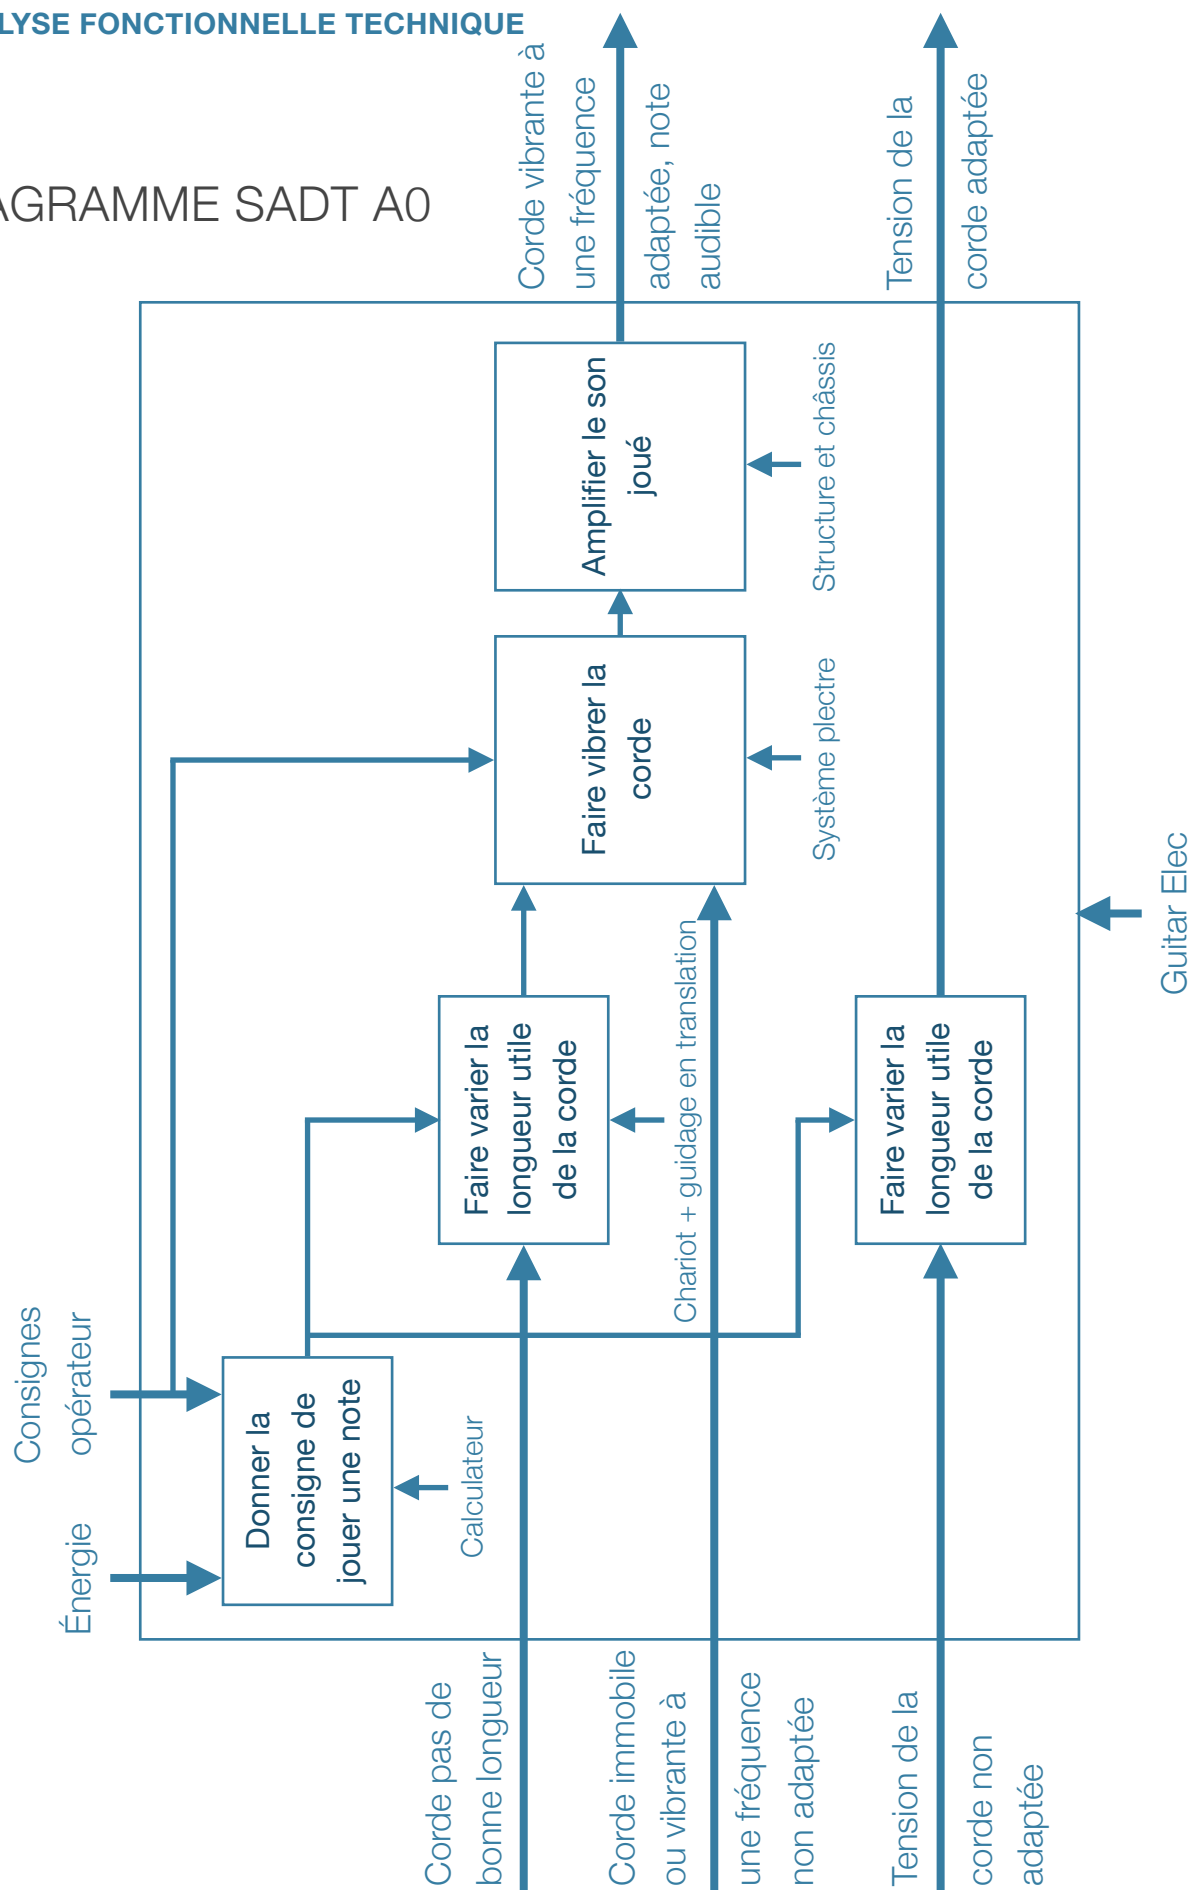 LYSE FONCTIONNELLE TECHNIQUE
AGRAMME SADT A0
Énergie
Consignes
opérateur
Donner la
consigne de
jouer une note
Calculateur
Corde pas de
bonne longueur
Faire varier la
longueur utile
de la corde
Chariot + guidage en translation
Corde immobile
ou vibrante à
une fréquence
non adaptée
Faire vibrer la
corde
Système plectre
Amplifier le son
joué
Structure et châssis
Corde vibrante à
une fréquence
adaptée, note
audible
Tension de la
corde non
adaptée
Faire varier la
longueur utile
de la corde
Tension de la
corde adaptée
Guitar Elec